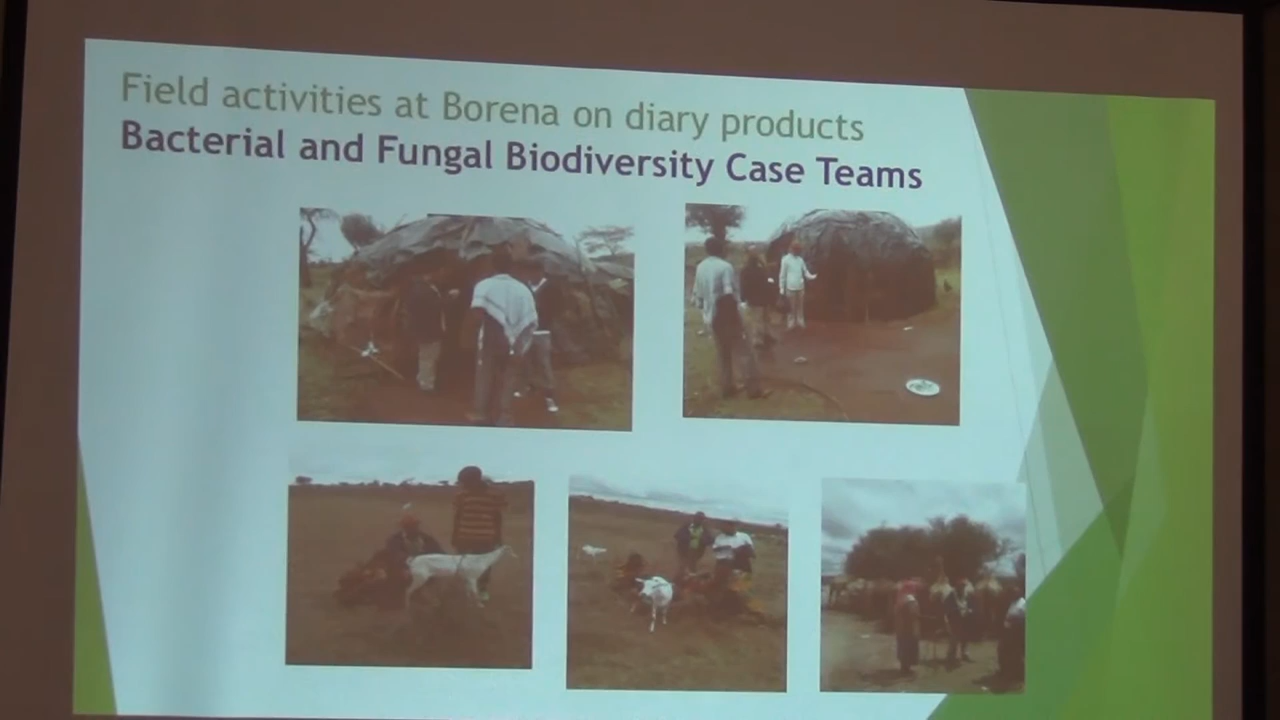 Field activities at Borena on diary products
Bacterial and Fungal Biodiversity Case Teams